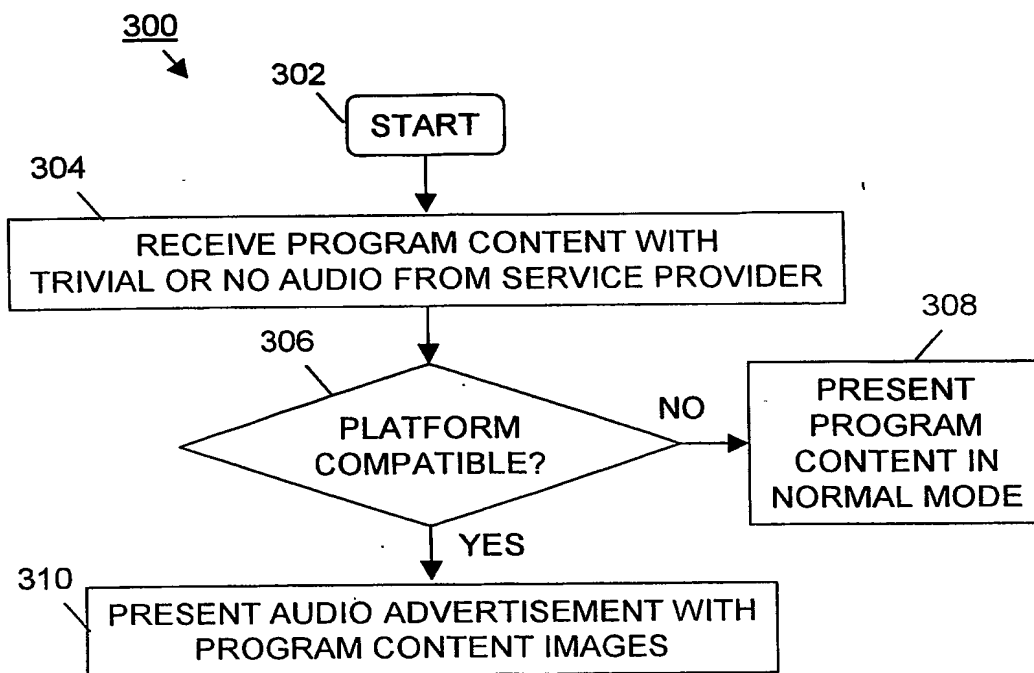 300
302
START
304
RECEIVE PROGRAM CONTENT WITH
TRIVIAL OR NO AUDIO FROM SERVICE PROVIDER
306
PLATFORM
COMPATIBLE?
NO
308
PRESENT
PROGRAM
CONTENT IN
NORMAL MODE
YES
310
PRESENT AUDIO ADVERTISEMENT WITH
PROGRAM CONTENT IMAGES